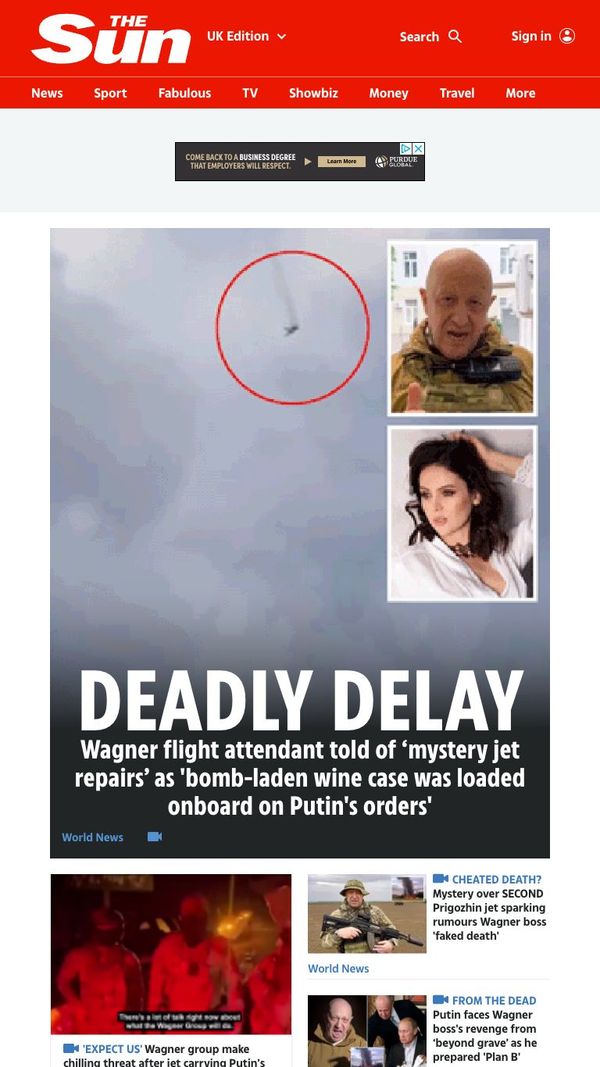 THE
Sun
UK Edition
Search
Sign in
News Sport Fabulous TV Showbiz Money Travel More
COME BACK TO A BUSINESS DEGREE
THAT EMPLOYERS WILL RESPECT.
Learn More
PURDUE
GLOBAL.
DEADLY DELAY
Wagner flight attendant told of ‘mystery jet
repairs’ as 'bomb-laden wine case was loaded
onboard on Putin's orders'
World News
There's a lot of talk right now about
what the Wagner Group will do.
'EXPECT US' Wagner group make
chilling threat after jet carrying Putin's
CHEATED DEATH?
Mystery over SECOND
Prigozhin jet sparking
rumours Wagner boss
'faked death'
World News
FROM THE DEAD
Putin faces Wagner
boss's revenge from
‘beyond grave’ as he
prepared 'Plan B'